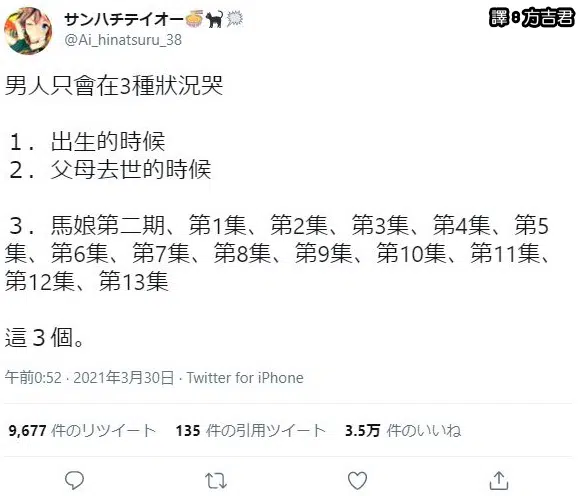 サンハチテイオー
譯:方吉君
@Ai_hinatsuru_38
男人只會在3種狀況哭
１．出生的時候
２．父母去世的時候
３．馬娘第二期、第1集、第2集、第3集、第4集、第5
集、第6集、第7集、第8集、第9集、第10集、第11集、
第12集、第13集
這３個。
午前0:52 · 2021年3月30日 · Twitter for iPhone
9,677 件のリツイート 135 件の引用ツイート 3.5万 件のいいね